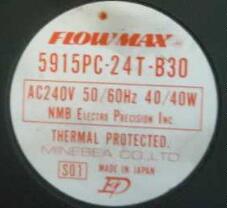 FLOWMAX
5915PC-24T-B30
AC240V 50/60Hz 40/40W
NMB ELECTRO PRECISION INC
THERMAL PROTECTED.
MINEBEA CO.,LTD
S01 MADE IN JAPAN